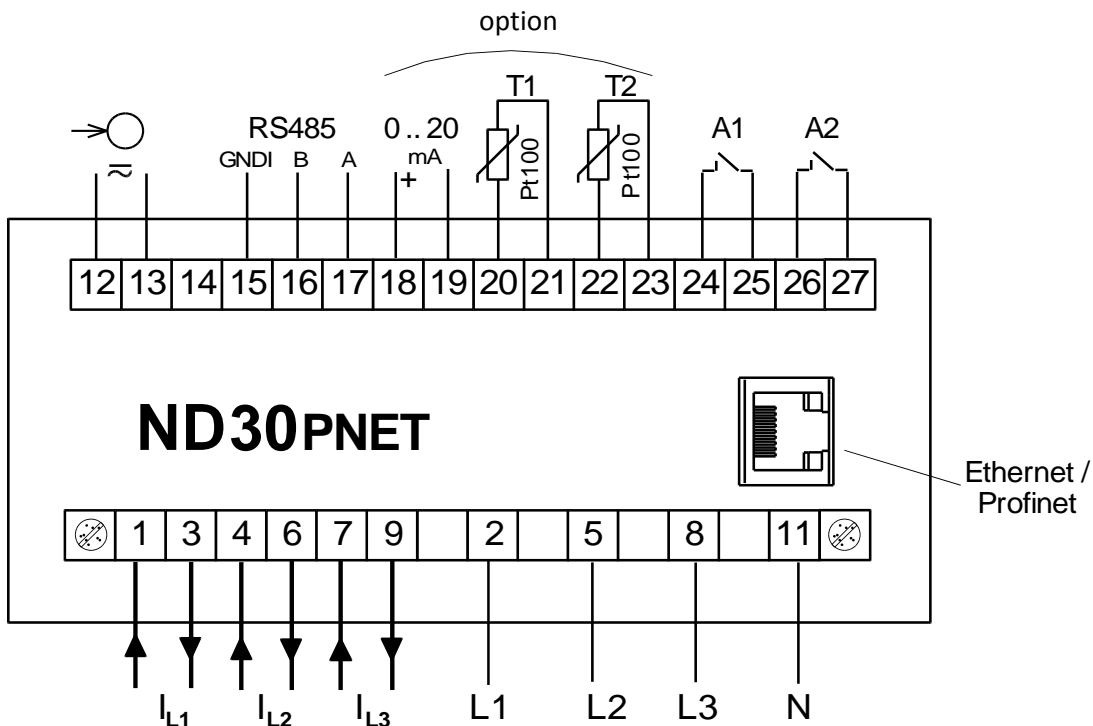 option
T1 T2
RS485 0 .. 20 A1 A2
GNDI B A mA
+
Pt100 Pt100
12 13 14 15 16 17 18 19 20 21 22 23 24 25 26 27
ND30PNET
Ethernet /
Profinet
1 3 4 6 7 9 2 5 8 11
IL1 IL2 IL3 L1 L2 L3 N